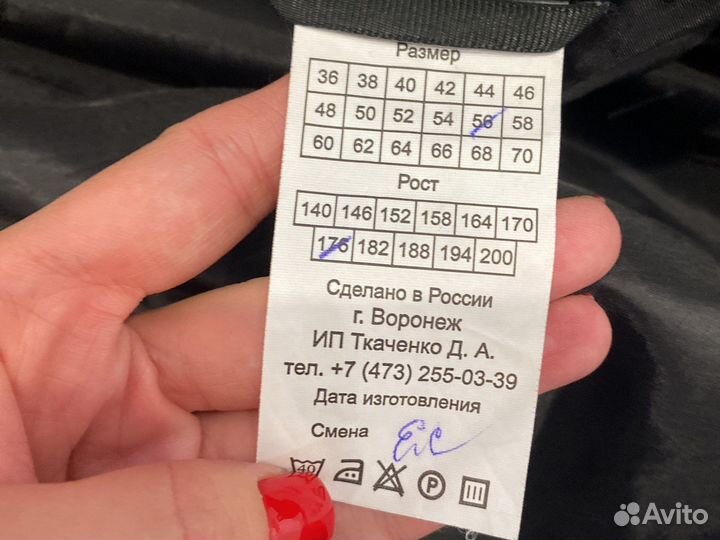 Размер
36 38 40 42 44 46
48 50 52 54 56 58
60 62 64 66 68 70
Рост
140 146 152 158 164 170
176 182 188 194 200
Сделано в России
г. Воронеж
ИП Ткаченко Д. А.
тел. +7 (473) 255-03-39
Дата изготовления
Смена
40 P
Avito